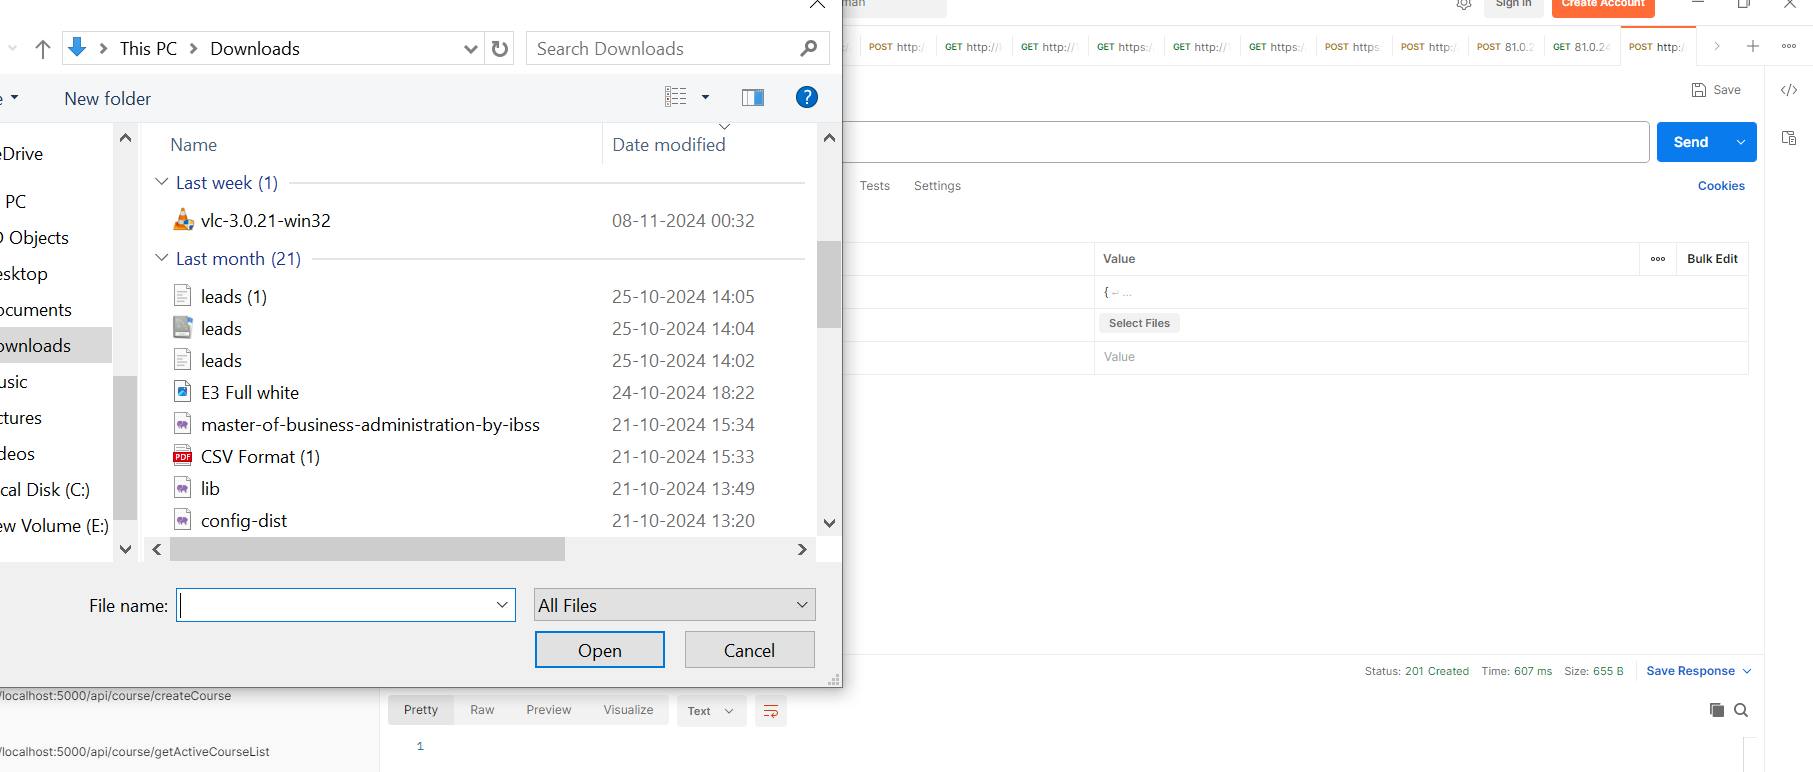 This PC > Downloads
Search Downloads
New folder
?
Name
Date modified
Last week (1)
vlc-3.0.21-win32 08-11-2024 00:32
Last month (21)
leads (1) 25-10-2024 14:05
leads 25-10-2024 14:04
leads 25-10-2024 14:02
E3 Full white 24-10-2024 18:22
master-of-business-administration-by-ibss 21-10-2024 15:34
PDF CSV Format (1) 21-10-2024 15:33
lib 21-10-2024 13:49
config-dist 21-10-2024 13:20
Drive
PC
Objects
esktop
ocuments
ownloads
usic
ctures
deos
cal Disk (C:)
ew Volume (E:)
File name:
All Files
Open
Cancel
man
Sign In
Create Account
POST http:/
GET http://
GET http://
GET https:/
GET http://
GET https:/
POST https:
POST http:/
POST 81.0.2
GET 81.0.24
POST http:/
Save
</>
Send
Tests
Settings
Cookies
Value
Bulk Edit
{ ← ...
Select Files
Value
Status: 201 Created Time: 607 ms Size: 655 B
Save Response
/localhost:5000/api/course/createCourse
/localhost:5000/api/course/getActiveCourseList
Pretty
Raw
Preview
Visualize
Text
1